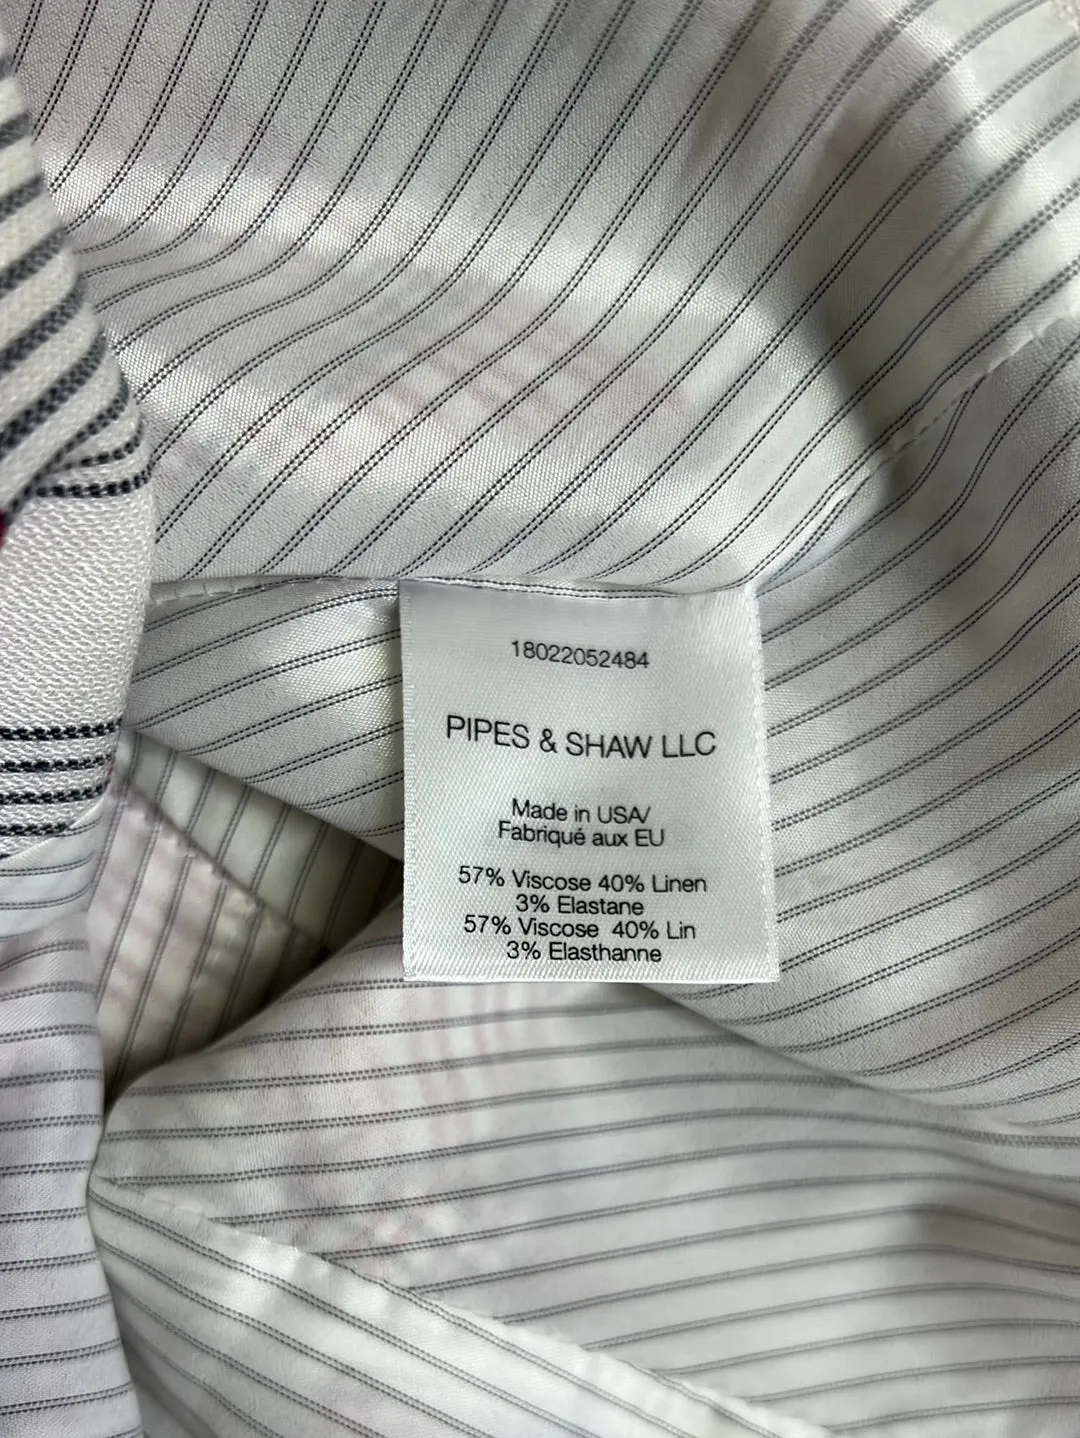 18022052484
PIPES & SHAW LLC
Made in USA/
Fabriqué aux EU
57% Viscose 40% Linen
3% Elastane
57% Viscose 40% Lin
3% Elasthanne